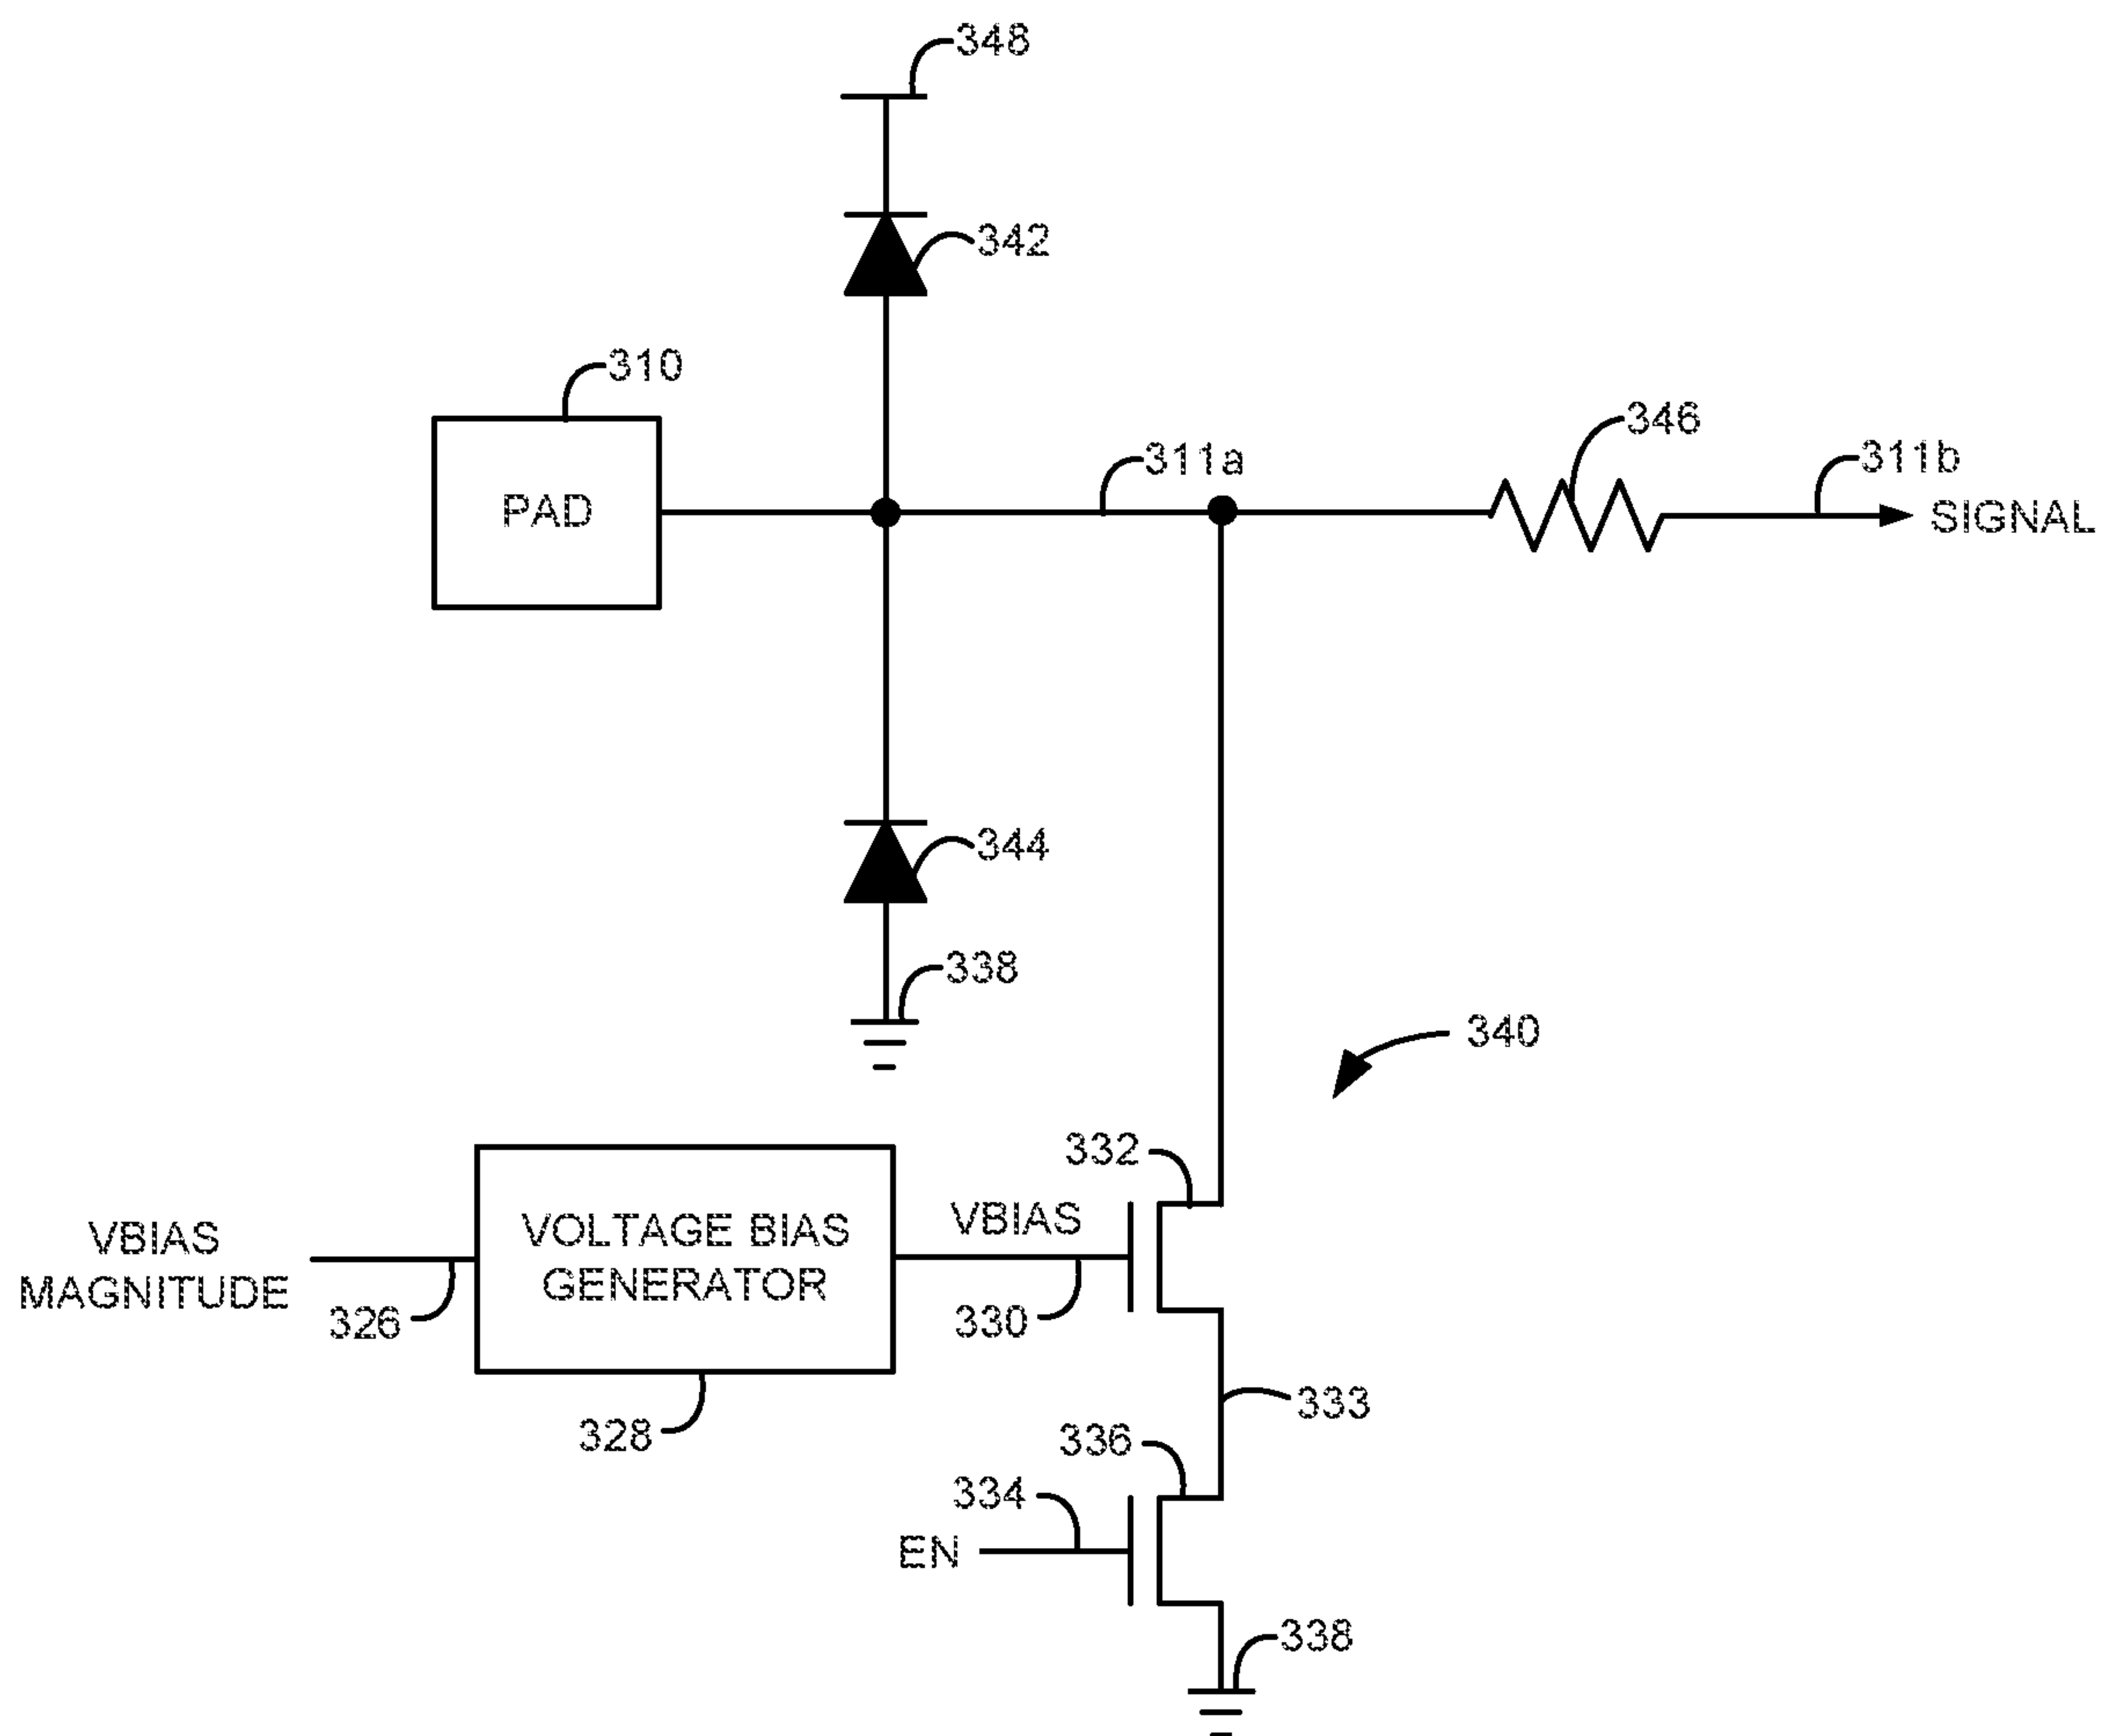 348
342
310
346
311a
311b
PAD
SIGNAL
344
338
340
332
VBIAS
VOLTAGE BIAS
GENERATOR
VBIAS
MAGNITUDE
326
330
328
333
336
334
EN
338